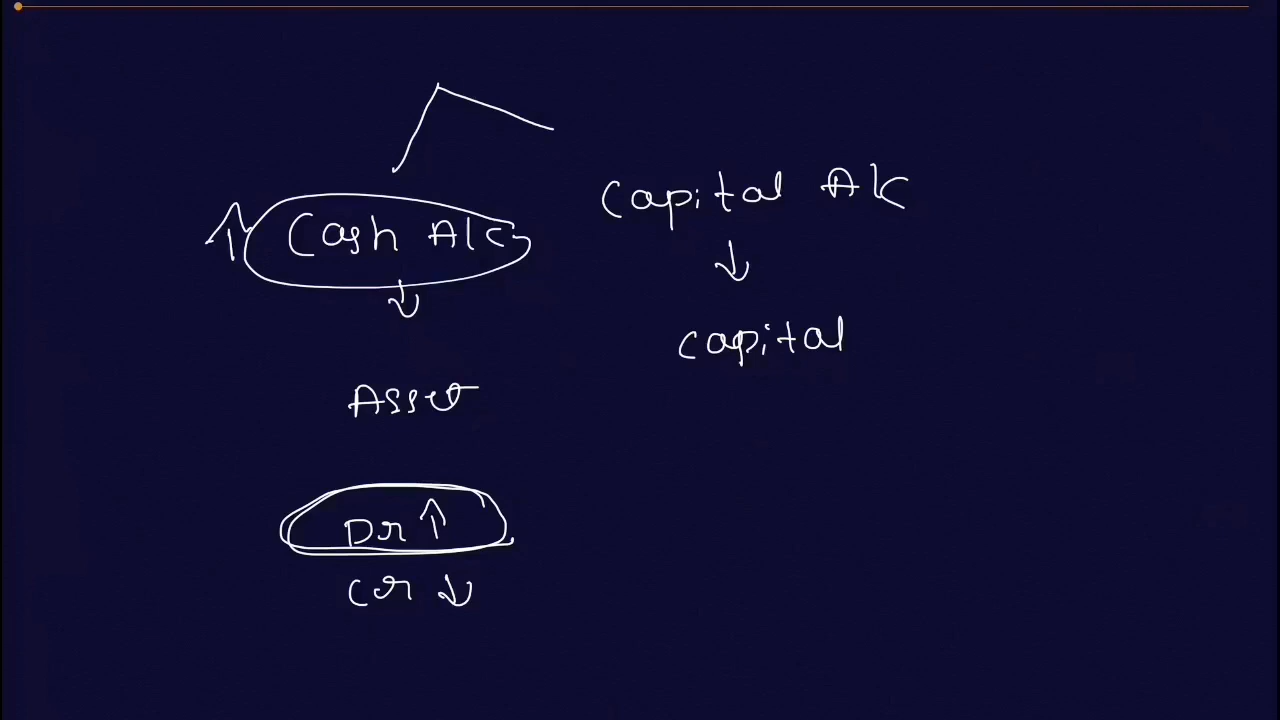 Capital A/c
↑ Cash A/c
↓
↓
Capital
Asset
Dr ↑
Cr ↓